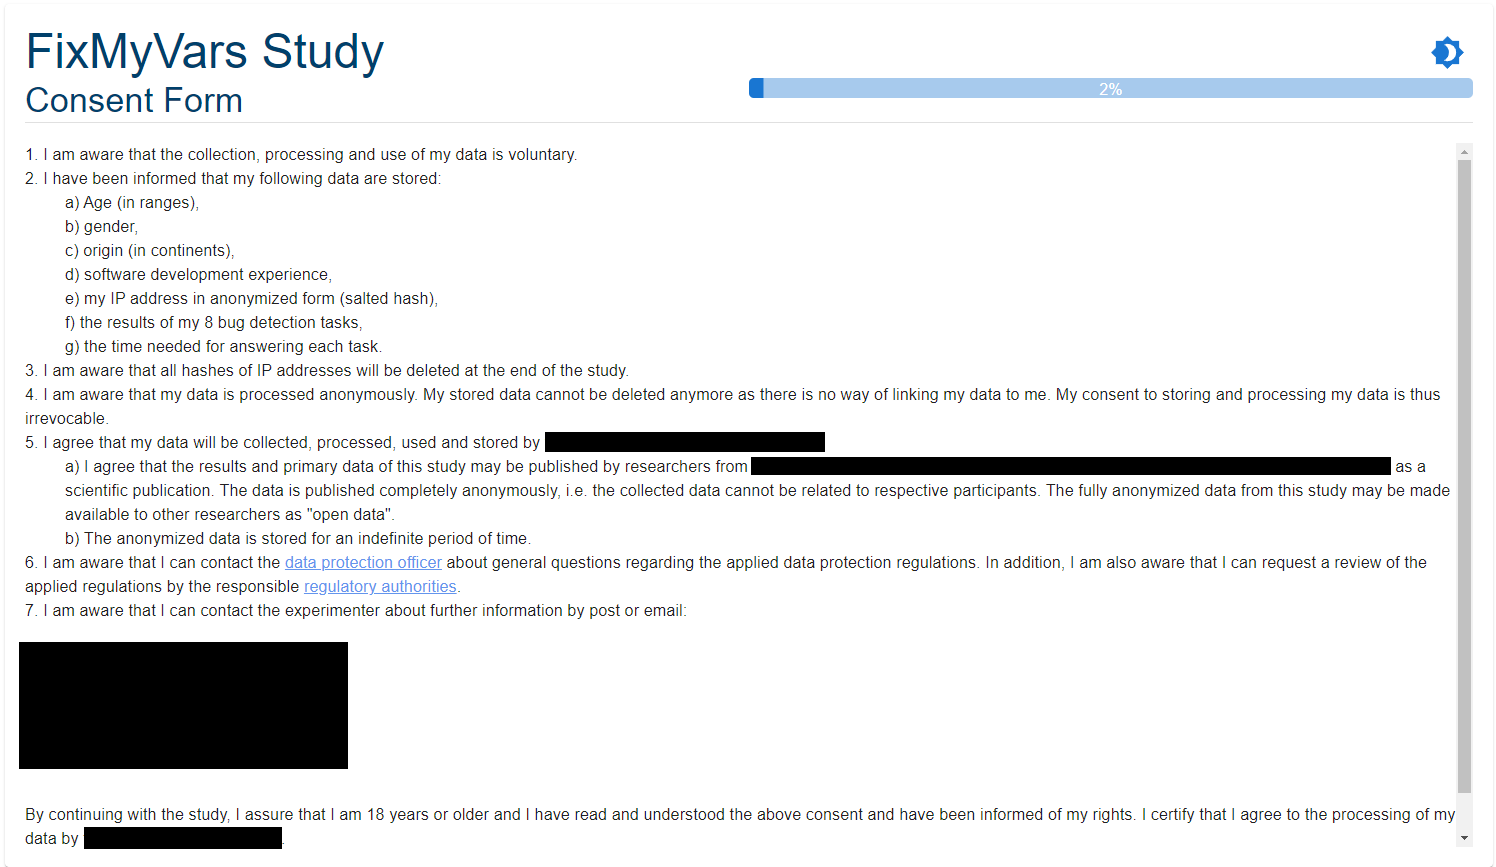 FixMyVars Study
Consent Form
2%
1. I am aware that the collection, processing and use of my data is voluntary.
2. I have been informed that my following data are stored:
a) Age (in ranges),
b) gender,
c) origin (in continents),
d) software development experience,
e) my IP address in anonymized form (salted hash),
f) the results of my 8 bug detection tasks,
g) the time needed for answering each task.
3. I am aware that all hashes of IP addresses will be deleted at the end of the study.
4. I am aware that my data is processed anonymously. My stored data cannot be deleted anymore as there is no way of linking my data to me. My consent to storing and processing my data is thus
irrevocable.
5. I agree that my data will be collected, processed, used and stored by
a) I agree that the results and primary data of this study may be published by researchers from as a
scientific publication. The data is published completely anonymously, i.e. the collected data cannot be related to respective participants. The fully anonymized data from this study may be made
available to other researchers as "open data".
b) The anonymized data is stored for an indefinite period of time.
6. I am aware that I can contact the data protection officer about general questions regarding the applied data protection regulations. In addition, I am also aware that I can request a review of the
applied regulations by the responsible regulatory authorities.
7. I am aware that I can contact the experimenter about further information by post or email:
By continuing with the study, I assure that I am 18 years or older and I have read and understood the above consent and have been informed of my rights. I certify that I agree to the processing of my
data by .